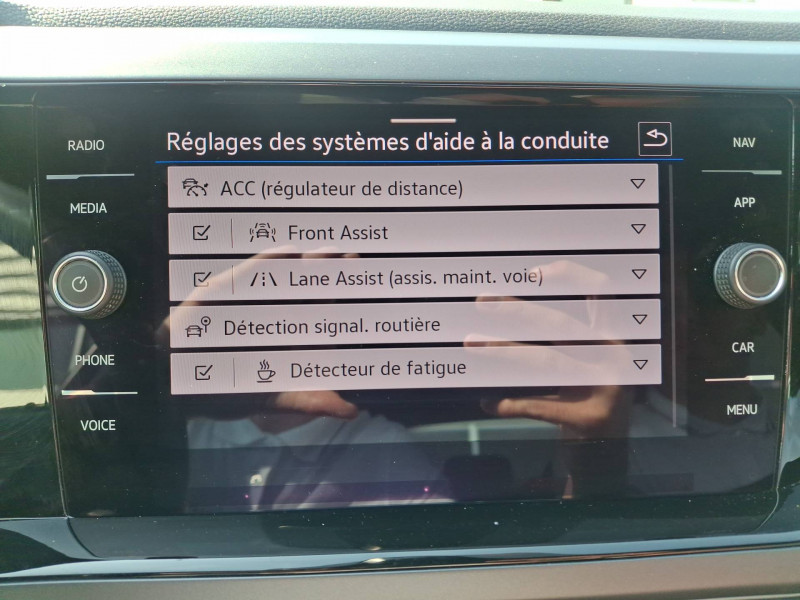 Réglages des systèmes d'aide à la conduite
RADIO
MEDIA
PHONE
VOICE
ACC (régulateur de distance)
Front Assist
Lane Assist (assis. maint. voie)
Détection signal. routière
Détecteur de fatigue
NAV
APP
CAR
MENU